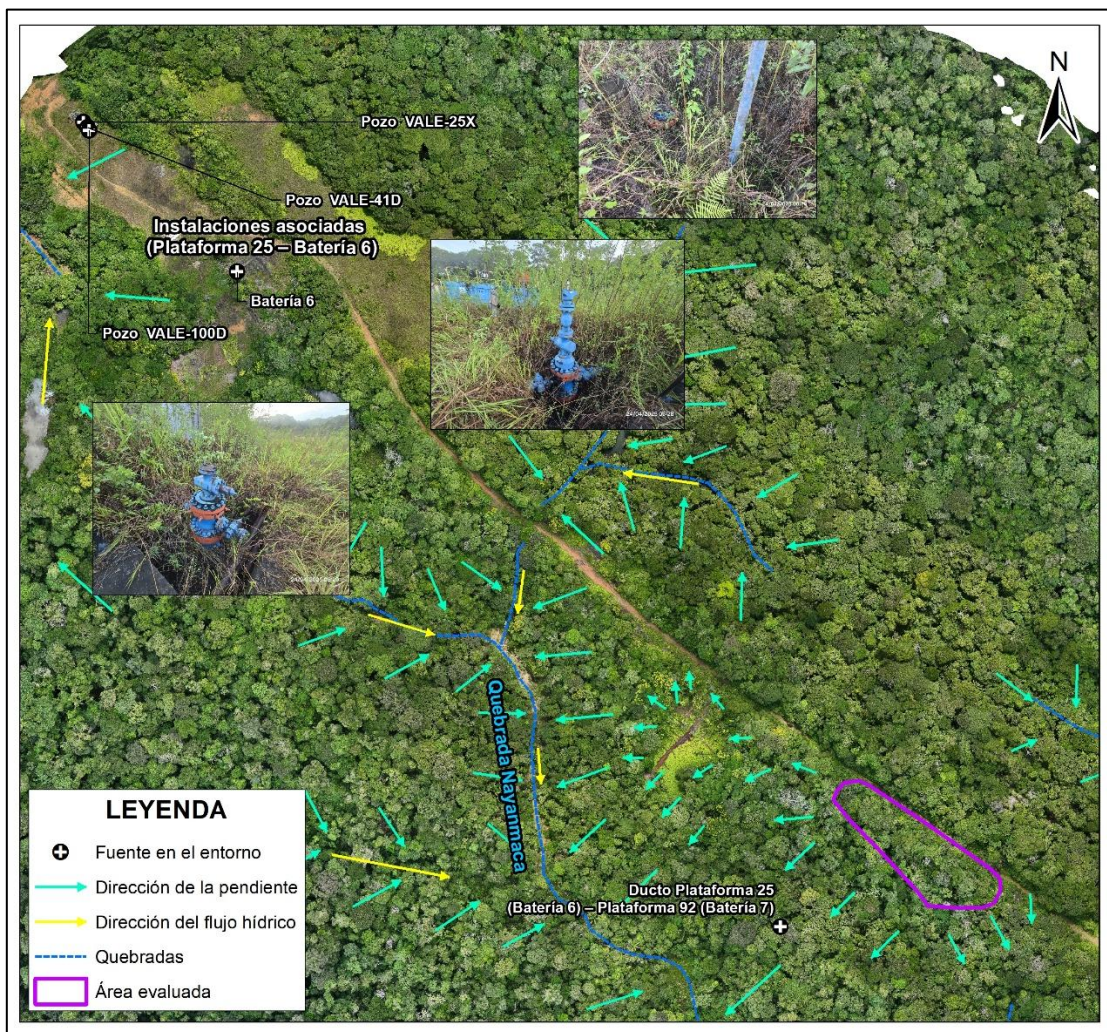 N
Pozo VALE-25X
Pozo VALE-41D
Instalaciones asociadas
(Plataforma 25 – Batería 6)
Batería 6
Pozo VALE-100D
Quebrada Nayanmaca
Ducto Plataforma 25
(Batería 6) – Plataforma 92 (Batería 7)
LEYENDA
Fuente en el entorno
Dirección de la pendiente
Dirección del flujo hídrico
Quebradas
Área evaluada